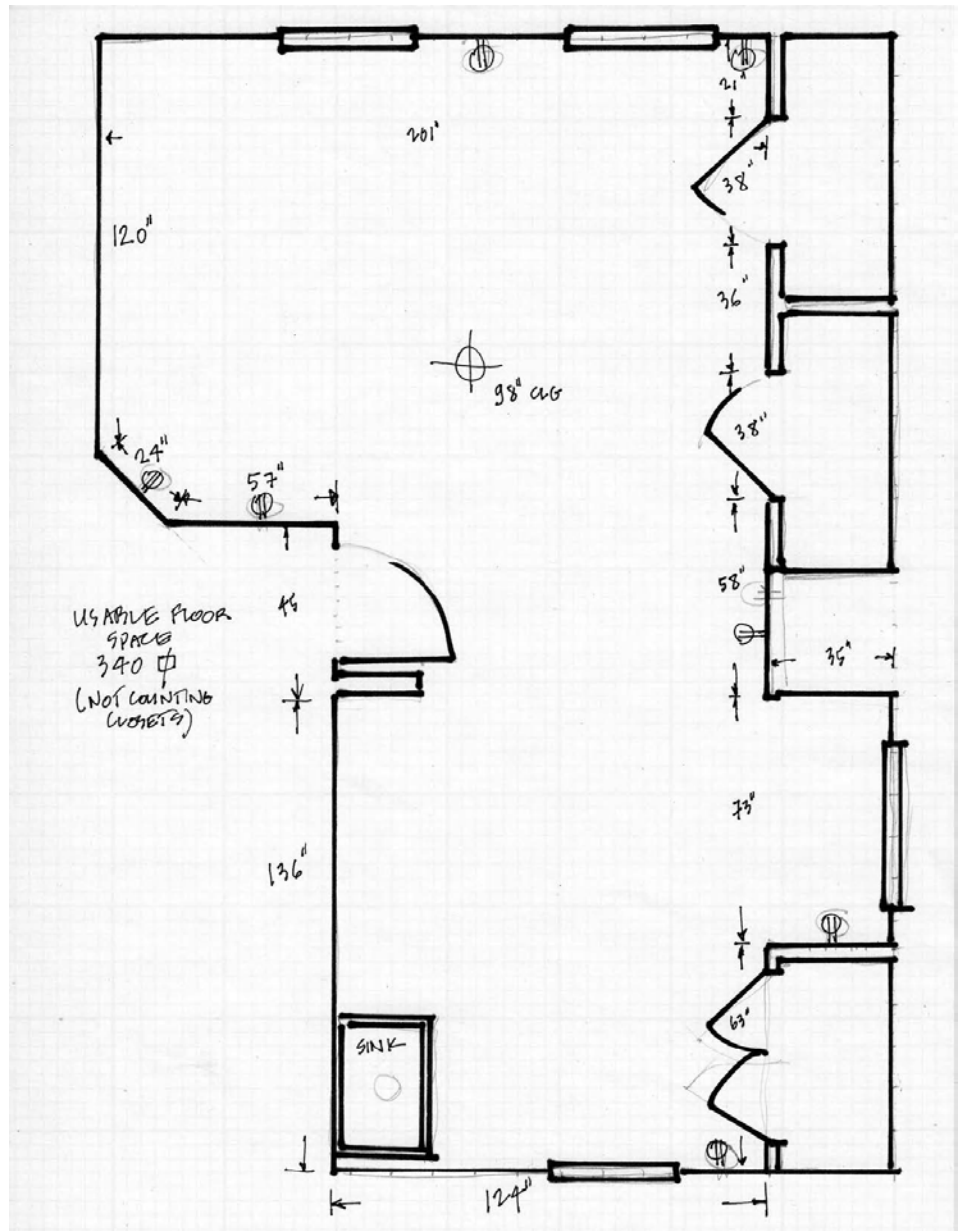 21"
201"
38"
120"
36"
98" CLG
38"
24"
57"
58"
45
35"
USABLE FLOOR
SPACE
340
(NOT COUNTING
CLOSETS)
73"
136"
63"
SINK
124"